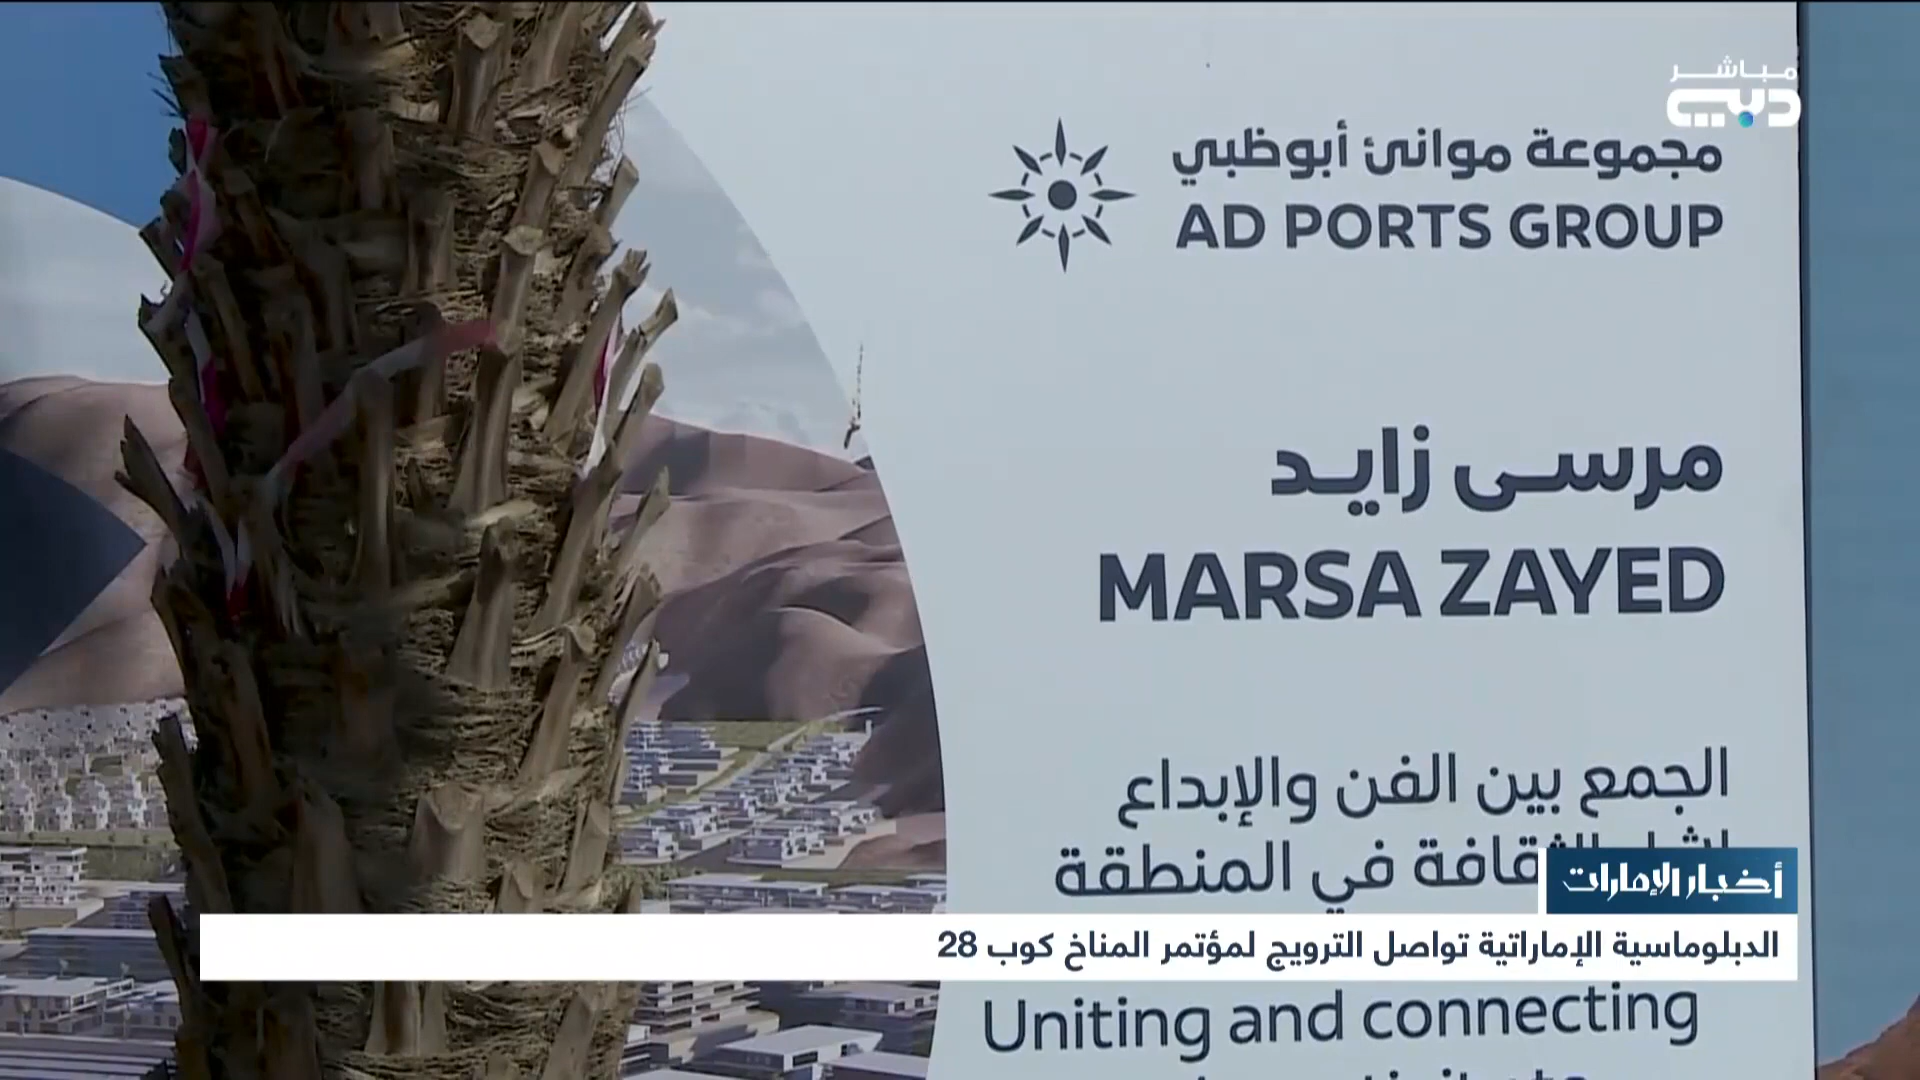 مباشر
دبي
مجموعة موانئ أبوظبي
AD PORTS GROUP
مرسى زايد
MARSA ZAYED
الجمع بين الفن والإبداع
في المنطقة
أخبار الإمارات
الدبلوماسية الإماراتية تواصل الترويج لمؤتمر المناخ كوب 28
Uniting and connecting